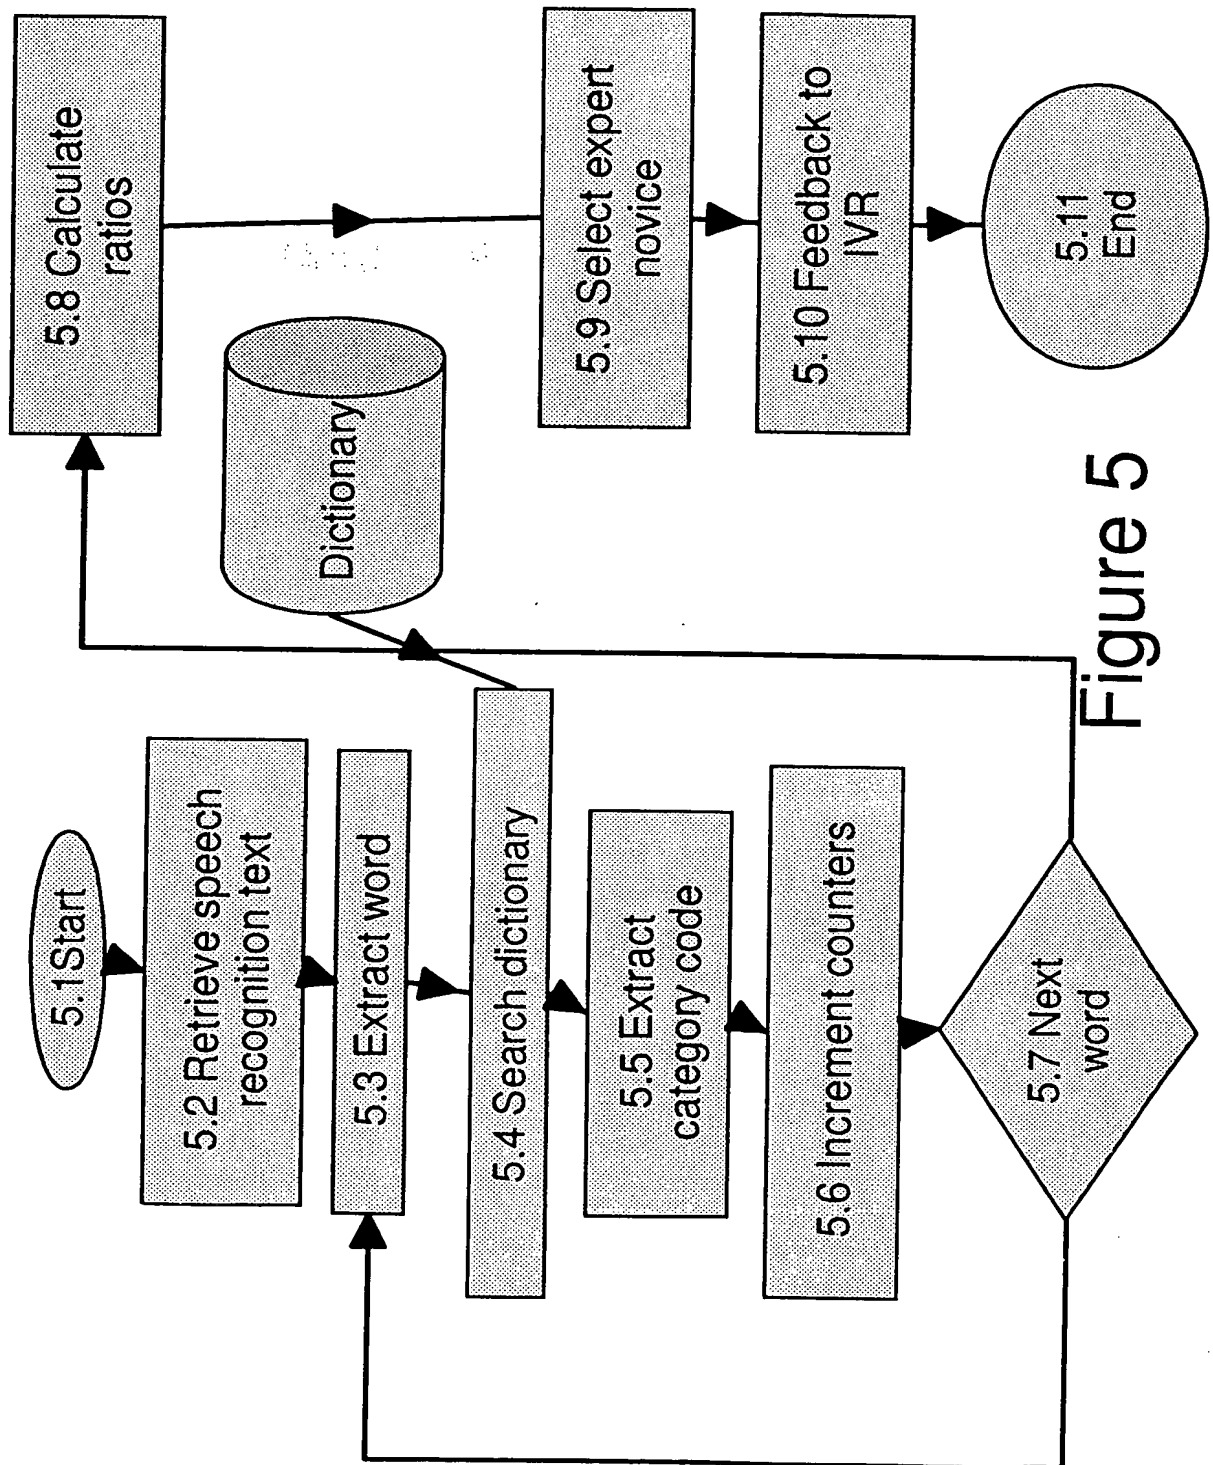 5.1Start
5.2 Retrieve speech
recognition text
5.3 Extract word
5.4 Search dictionary
5.5 Extract
category code
5.6 Increment counters
5.7 Next
word
Dictionary
5.8 Calculate
ratios
5.9 Select expert
novice
5.10 Feedback to
IVR
5.11
End
Figure 5